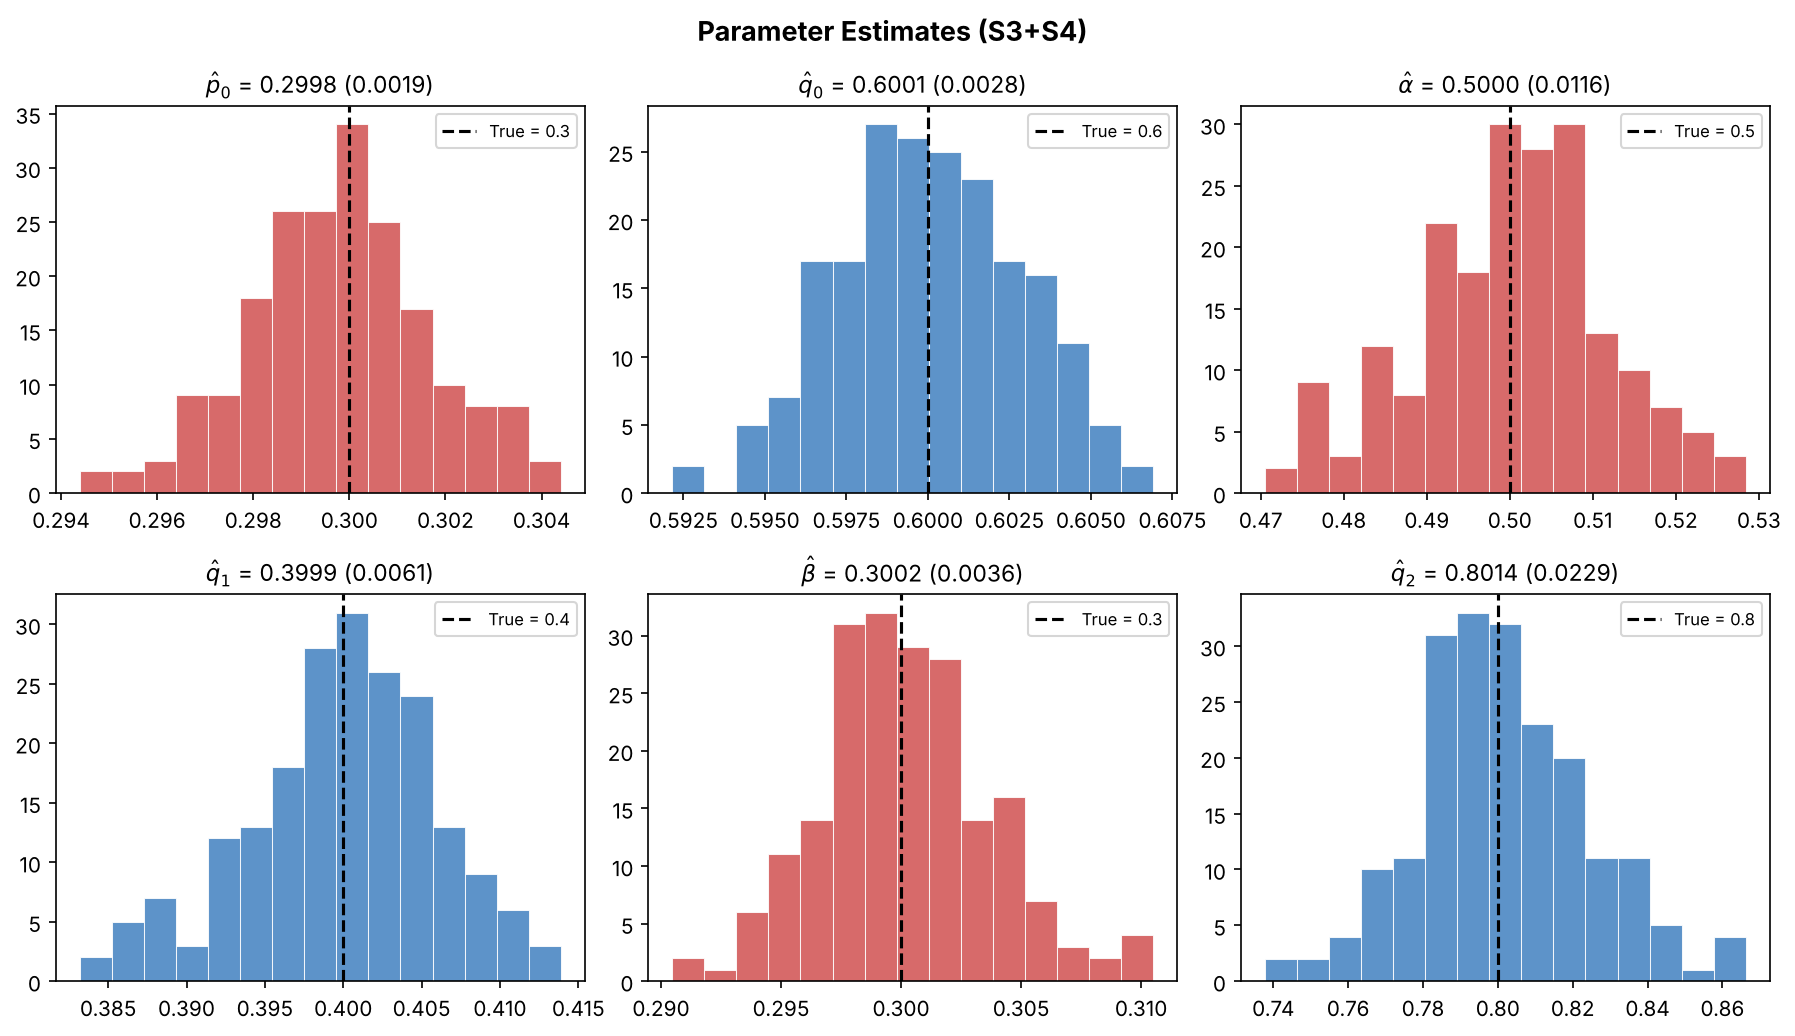 Parameter Estimates (S3+S4)
p̂₀ = 0.2998 (0.0019)
True = 0.3
35
30
25
20
15
10
5
0
0.294 0.296 0.298 0.300 0.302 0.304
q̂₀ = 0.6001 (0.0028)
True = 0.6
25
20
15
10
5
0
0.5925 0.5950 0.5975 0.6000 0.6025 0.6050 0.6075
α̂ = 0.5000 (0.0116)
True = 0.5
30
25
20
15
10
5
0
0.47 0.48 0.49 0.50 0.51 0.52 0.53
q̂₁ = 0.3999 (0.0061)
True = 0.4
30
25
20
15
10
5
0
0.385 0.390 0.395 0.400 0.405 0.410 0.415
β̂ = 0.3002 (0.0036)
True = 0.3
30
25
20
15
10
5
0
0.290 0.295 0.300 0.305 0.310
q̂₂ = 0.8014 (0.0229)
True = 0.8
30
25
20
15
10
5
0
0.74 0.76 0.78 0.80 0.82 0.84 0.86